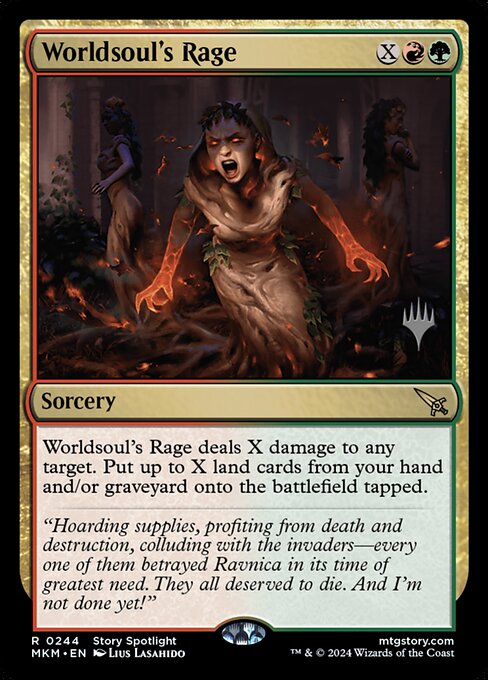 Worldsoul's Rage X
Sorcery
Worldsoul's Rage deals X damage to any
target. Put up to X land cards from your hand
and/or graveyard onto the battlefield tapped.
“Hoarding supplies, profiting from death and
destruction, colluding with the invaders—every
one of them betrayed Ravnica in its time of
greatest need. They all deserved to die. And I'm
not done yet!”
R 0244 Story Spotlight mtgstory.com
MKM • EN Lius Lasahido ™ & © 2024 Wizards of the Coast